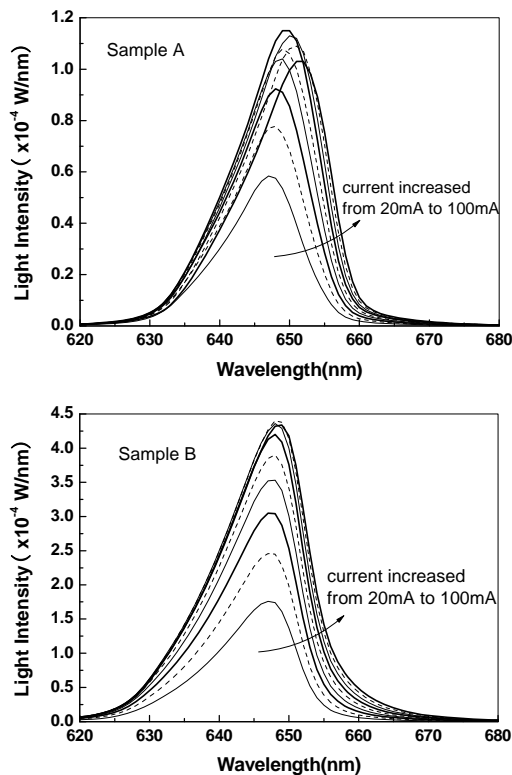 1.2
1.0
0.8
0.6
0.4
0.2
0.0
Light Intensity ( x10-4 W/nm)
Sample A
current increased
from 20mA to 100mA
620 630 640 650 660 670 680
Wavelength(nm)
4.5
4.0
3.5
3.0
2.5
2.0
1.5
1.0
0.5
0.0
Light Intensity ( x10-4 W/nm)
Sample B
current increased
from 20mA to 100mA
620 630 640 650 660 670 680
Wavelength(nm)